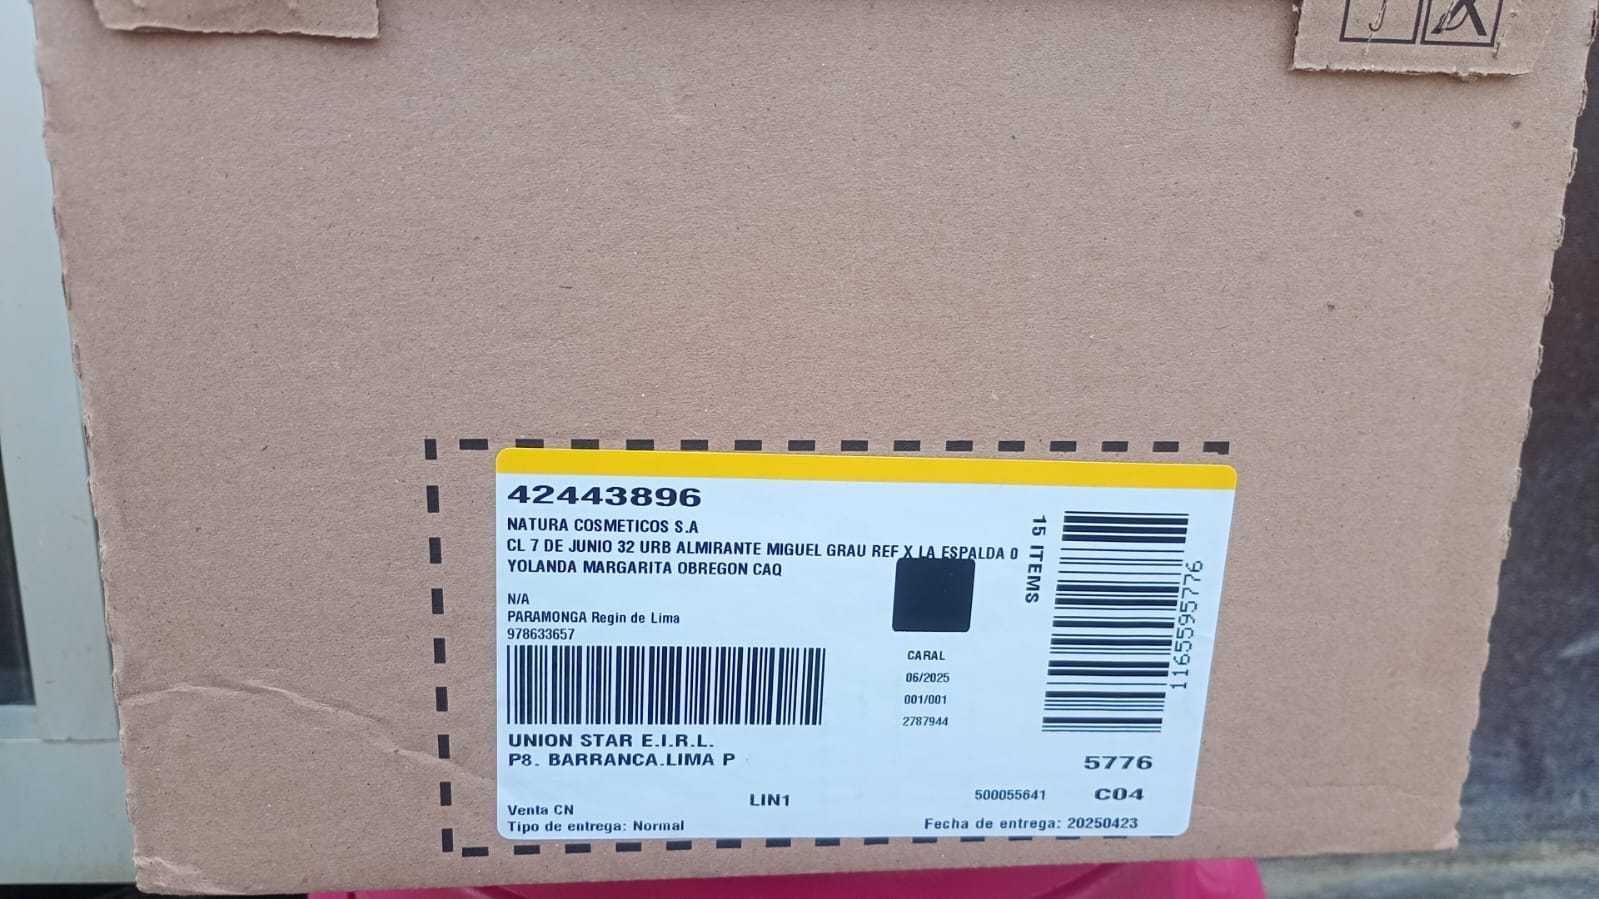 42443896
NATURA COSMETICOS S.A
CL 7 DE JUNIO 32 URB ALMIRANTE MIGUEL GRAU REF X LA ESPALDA 0
YOLANDA MARGARITA OBREGON CAQ
N/A
PARAMONGA Regin de Lima
978633657
UNION STAR E.I.R.L.
P8. BARRANCA.LIMA P
LIN1
Venta CN
Tipo de entrega: Normal
CARAL
06/2025
001/001
2787944
15 ITEMS
1165595776
5776
500055641 C04
Fecha de entrega: 20250423